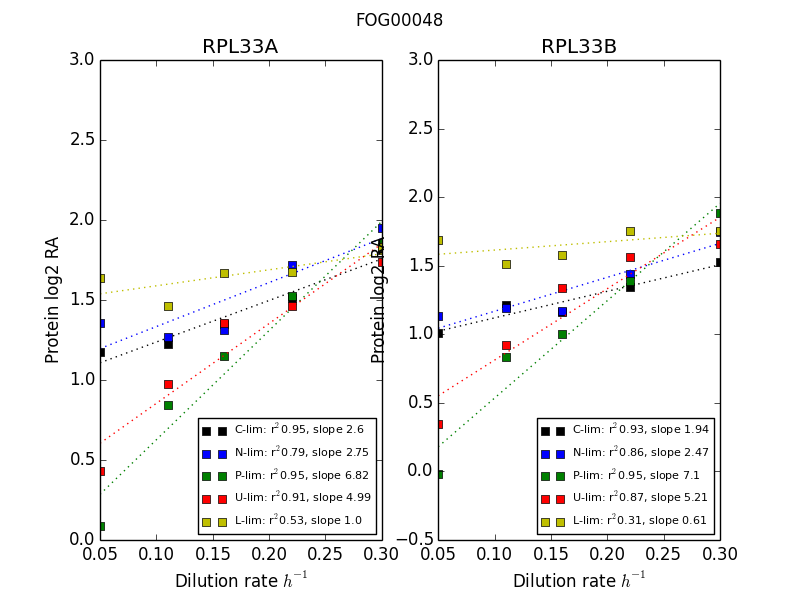 FOG00048
RPL33A
RPL33B
3.0
2.5
2.0
1.5
1.0
0.5
0.0
Protein log2 RA
0.05 0.10 0.15 0.20 0.25 0.30
Dilution rate h⁻¹
C-lim: r² 0.95, slope 2.6
N-lim: r² 0.79, slope 2.75
P-lim: r² 0.95, slope 6.82
U-lim: r² 0.91, slope 4.99
L-lim: r² 0.53, slope 1.0
3.0
2.5
2.0
1.5
1.0
0.5
0.0
−0.5
Protein log2 RA
0.05 0.10 0.15 0.20 0.25 0.30
Dilution rate h⁻¹
C-lim: r² 0.93, slope 1.94
N-lim: r² 0.86, slope 2.47
P-lim: r² 0.95, slope 7.1
U-lim: r² 0.87, slope 5.21
L-lim: r² 0.31, slope 0.61